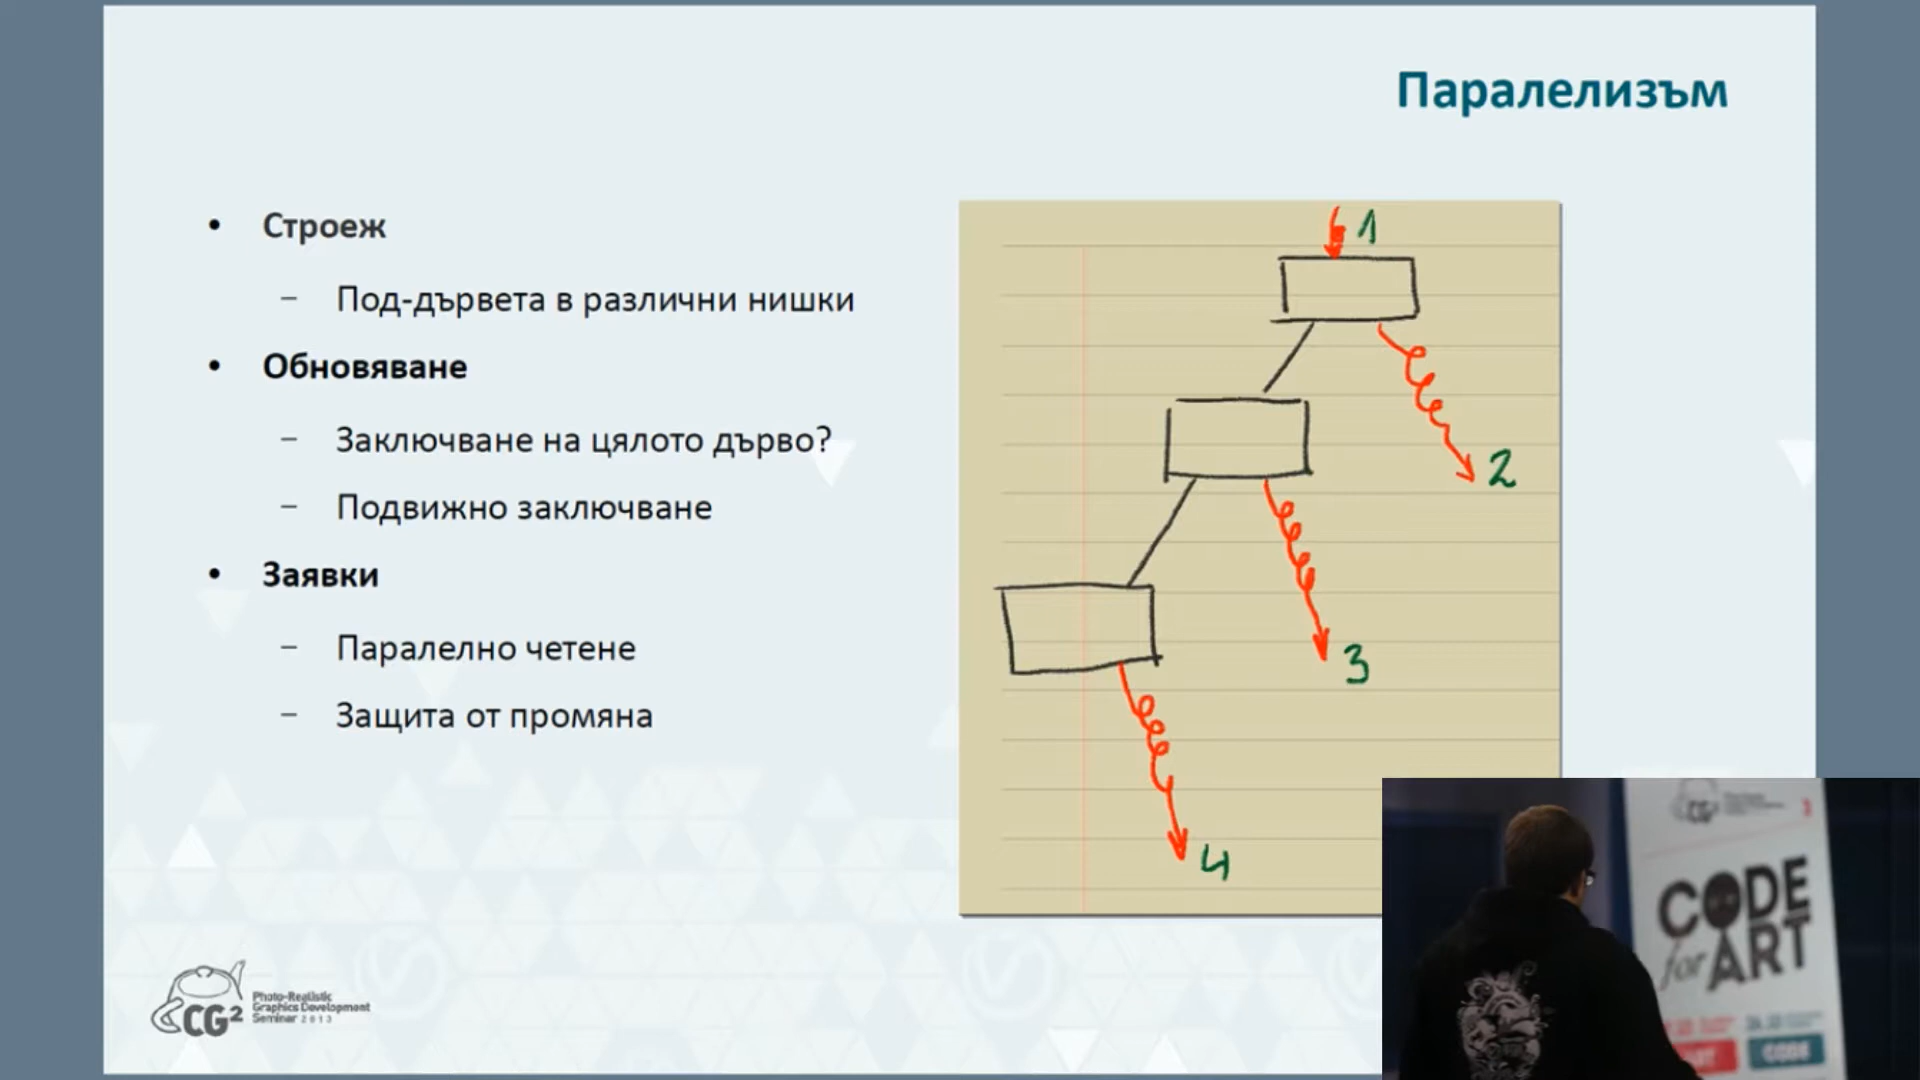 Паралелизъм
• Строеж
– Под-дървета в различни нишки
• Обновяване
– Заключване на цялото дърво?
– Подвижно заключване
• Заявки
– Паралелно четене
– Защита от промяна
1
2
3
4
CG²
Photo-Realistic
Graphics Development
Seminar 2013
CODE
for ART
CODE